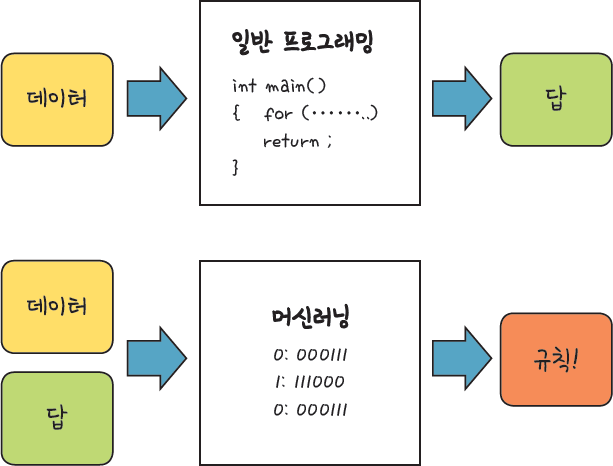 데이터
일반 프로그래밍
int main()
{ for (········)
return ;
}
답
데이터
답
머신러닝
0: 000111
1: 111000
0: 000111
규칙!